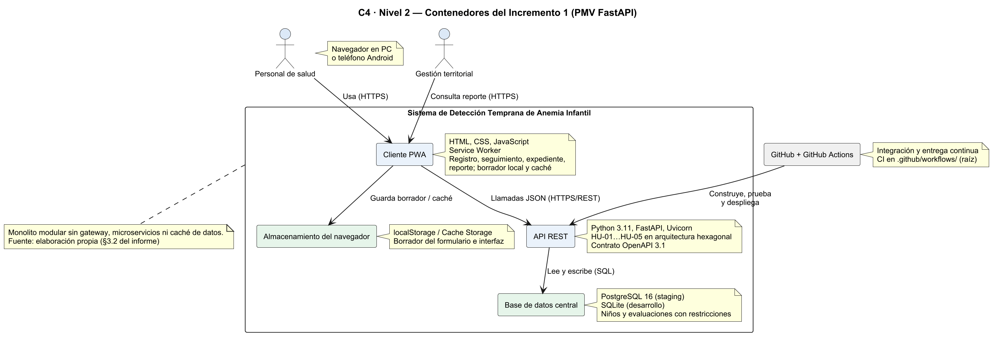 C4 · Nivel 2 — Contenedores del Incremento 1 (PMV FastAPI)
Navegador en PC
o teléfono Android
Personal de salud
Gestión territorial
Usa (HTTPS)
Consulta reporte (HTTPS)
Sistema de Detección Temprana de Anemia Infantil
Cliente PWA
HTML, CSS, JavaScript
Service Worker
Registro, seguimiento, expediente,
reporte; borrador local y caché
GitHub + GitHub Actions
Integración y entrega continua
CI en .github/workflows/ (raíz)
Guarda borrador / caché
Llamadas JSON (HTTPS/REST)
Construye, prueba
y despliega
Monolito modular sin gateway, microservicios ni caché de datos.
Fuente: elaboración propia (§3.2 del informe)
Almacenamiento del navegador
localStorage / Cache Storage
Borrador del formulario e interfaz
API REST
Python 3.11, FastAPI, Uvicorn
HU-01…HU-05 en arquitectura hexagonal
Contrato OpenAPI 3.1
Lee y escribe (SQL)
Base de datos central
PostgreSQL 16 (staging)
SQLite (desarrollo)
Niños y evaluaciones con restricciones